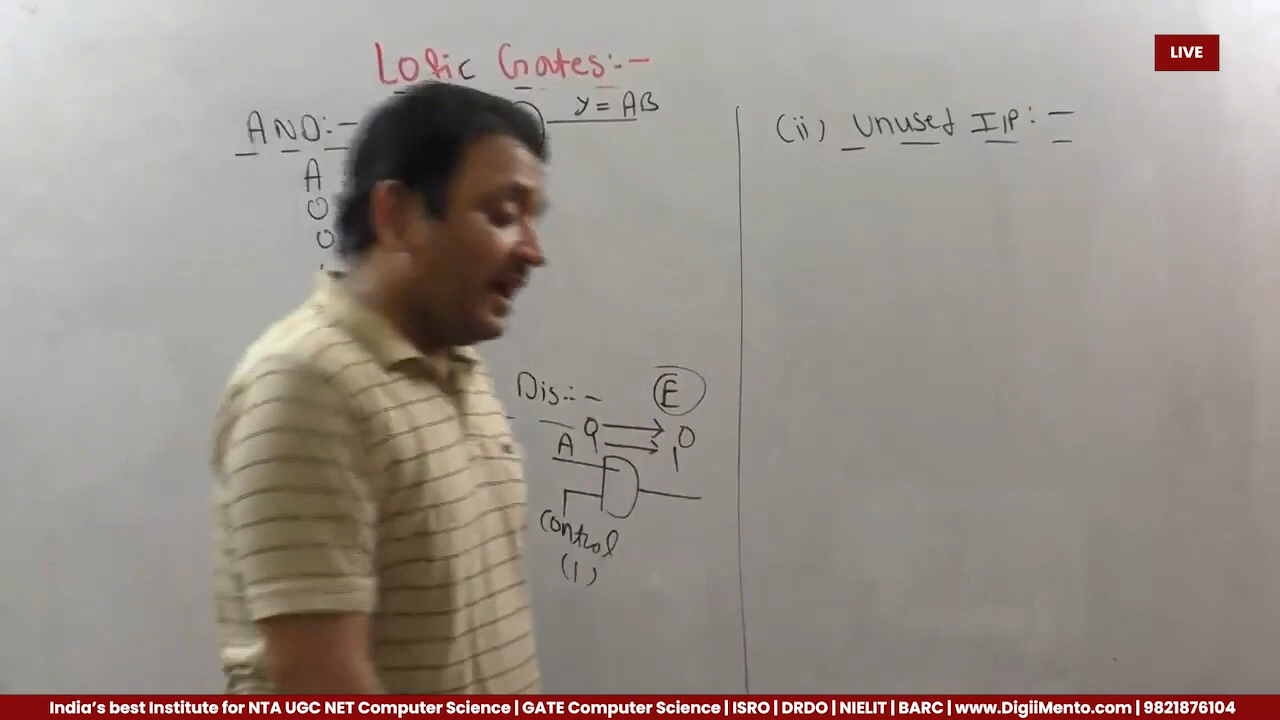 LIVE
Logic Gates:-
AND:-
Y = AB
A
0
0
Dis:-
E
A
0
1
0
1
Control
(1)
(ii) Unused I/P:-
India's best Institute for NTA UGC NET Computer Science | GATE Computer Science | ISRO | DRDO | NIELIT | BARC | www.DigiiMento.com | 9821876104